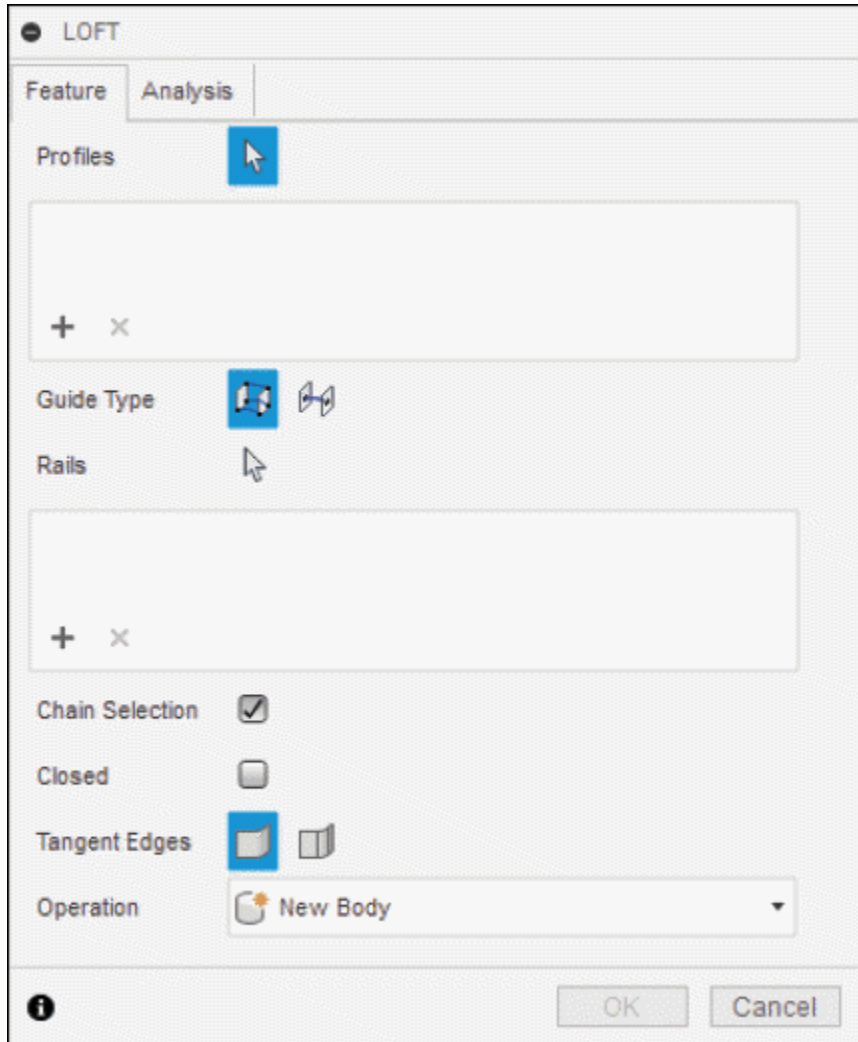 LOFT
Feature Analysis
Profiles
Guide Type
Rails
Chain Selection
Closed
Tangent Edges
Operation New Body
OK Cancel